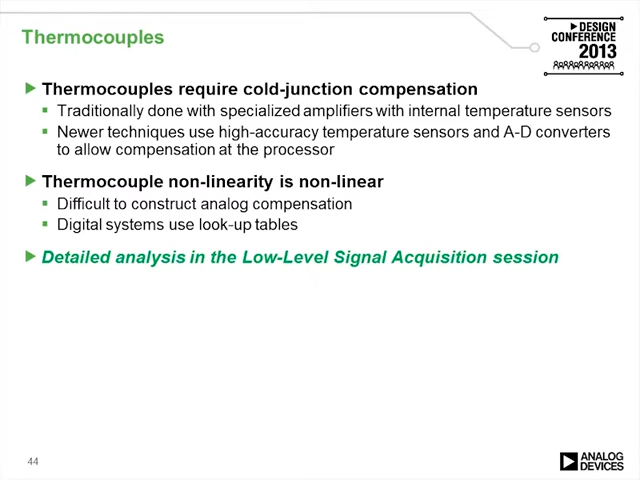 Thermocouples
DESIGN
CONFERENCE
2013
Thermocouples require cold-junction compensation
Traditionally done with specialized amplifiers with internal temperature sensors
Newer techniques use high-accuracy temperature sensors and A-D converters
to allow compensation at the processor
Thermocouple non-linearity is non-linear
Difficult to construct analog compensation
Digital systems use look-up tables
Detailed analysis in the Low-Level Signal Acquisition session
44
ANALOG
DEVICES